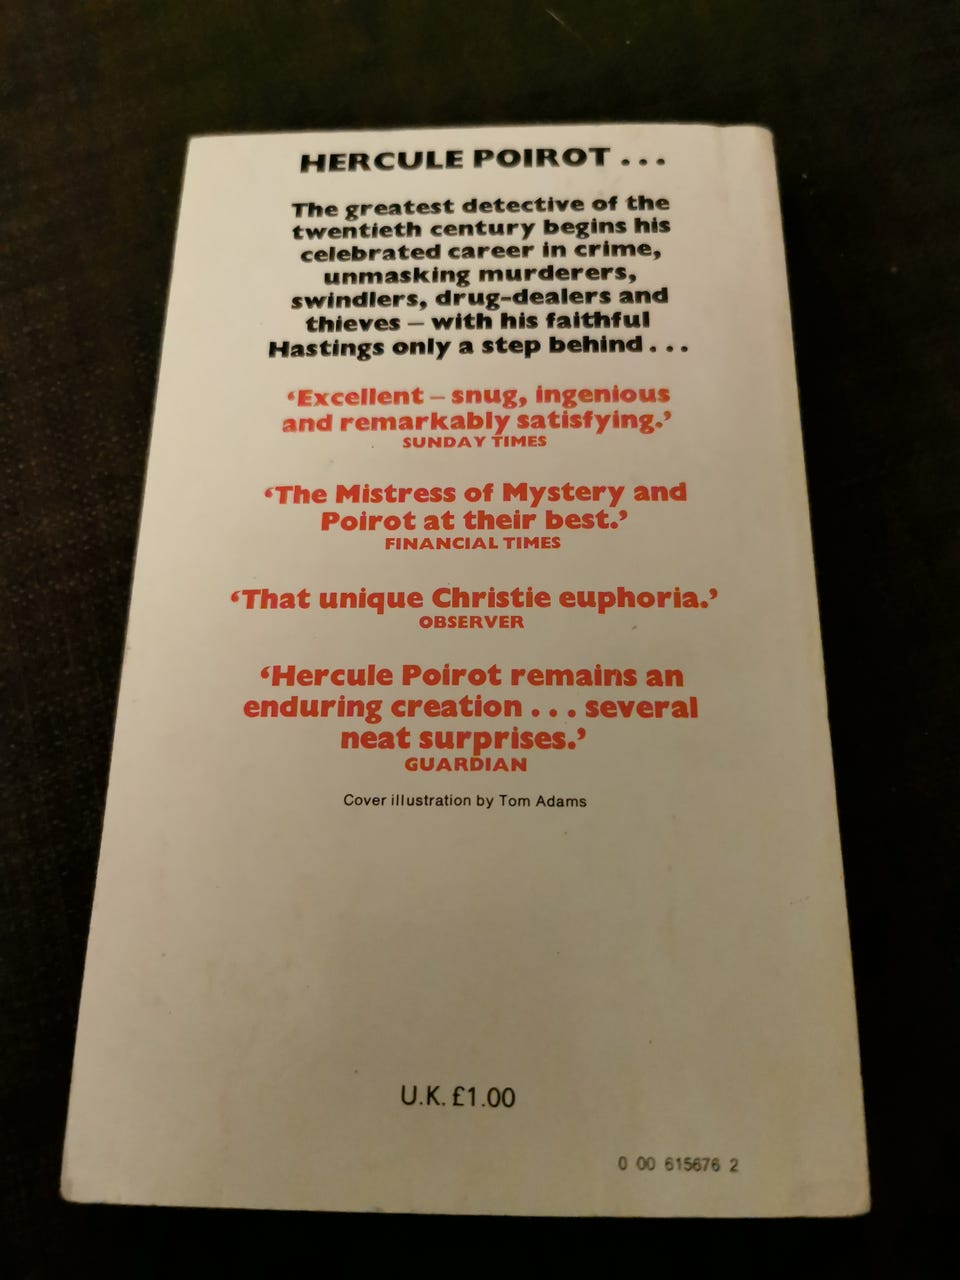 HERCULE POIROT . . .
The greatest detective of the
twentieth century begins his
celebrated career in crime,
unmasking murderers,
swindlers, drug-dealers and
thieves – with his faithful
Hastings only a step behind . . .
‘Excellent – snug, ingenious
and remarkably satisfying.’
SUNDAY TIMES
‘The Mistress of Mystery and
Poirot at their best.’
FINANCIAL TIMES
‘That unique Christie euphoria.’
OBSERVER
‘Hercule Poirot remains an
enduring creation . . . several
neat surprises.’
GUARDIAN
Cover illustration by Tom Adams
U.K. £1.00
0 00 615676 2